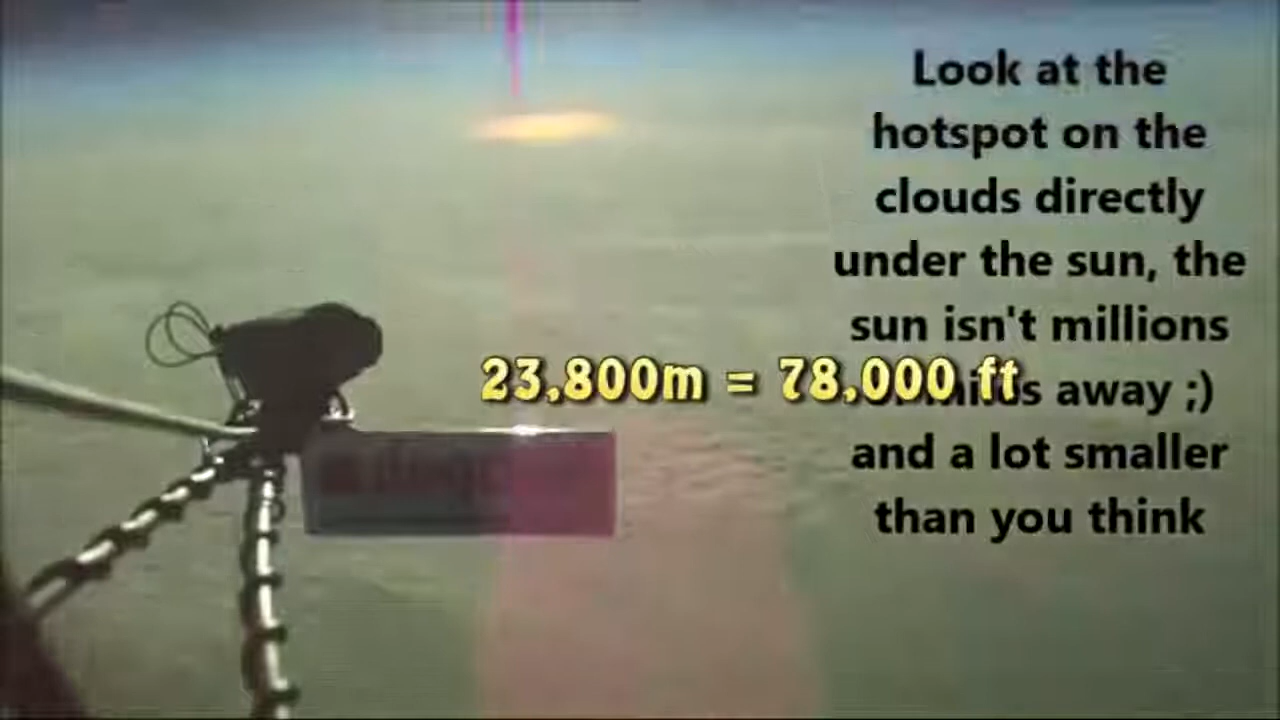 Look at the
hotspot on the
clouds directly
under the sun, the
sun isn't millions
23,800m = 78,000 ft
away ;)
and a lot smaller
than you think